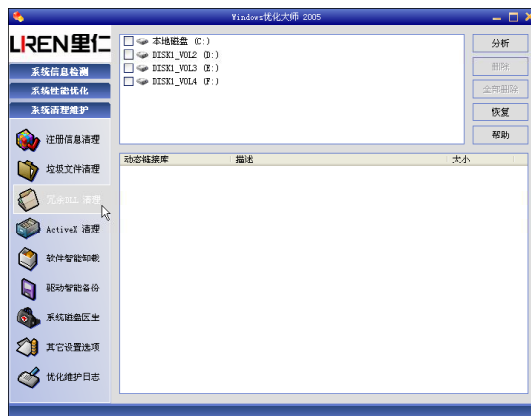 Windows优化大师 2005
LIREN里仁
系统信息检测
系统性能优化
系统清理维护
注册信息清理
垃圾文件清理
冗余DLL 清理
ActiveX 清理
软件智能卸载
驱动智能备份
系统磁盘医生
其它设置选项
优化维护日志
本地磁盘 (C:)
DISK1_VOL2 (D:)
DISK1_VOL3 (E:)
DISK1_VOL4 (F:)
分析
删除
全部删除
恢复
帮助
动态链接库 描述 大小